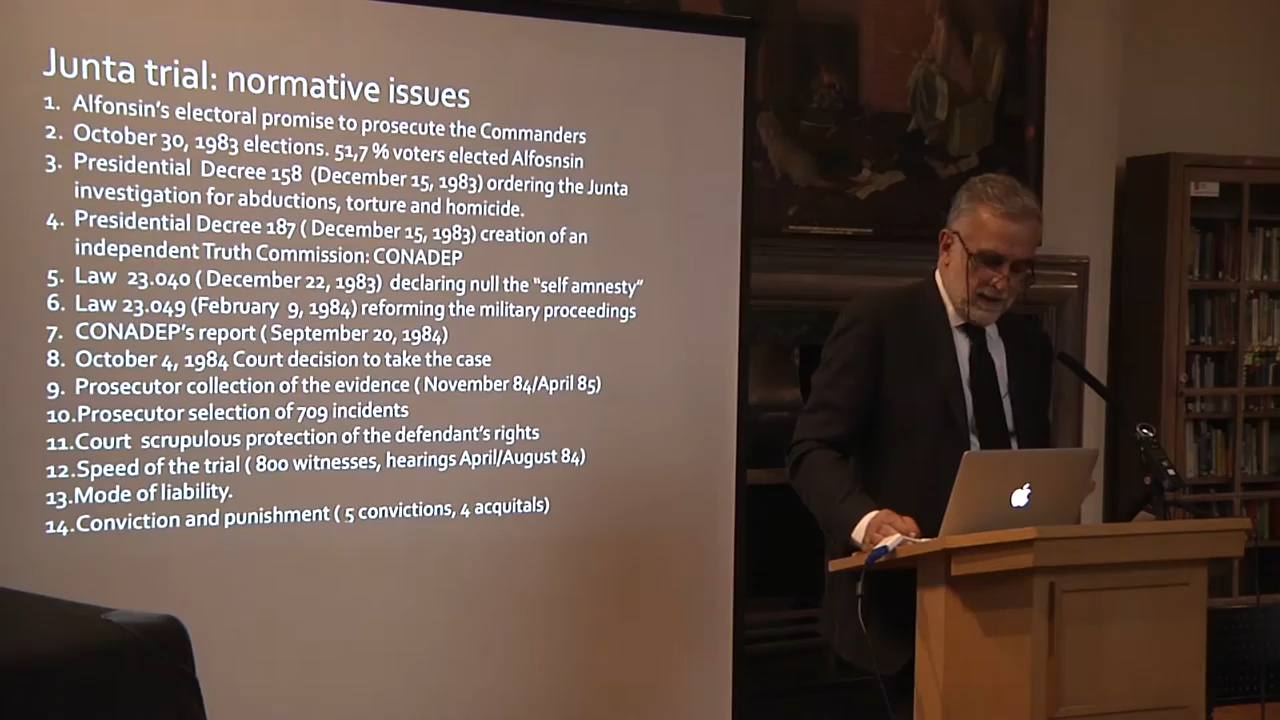 Junta trial: normative issues
1. Alfonsin's electoral promise to prosecute the Commanders
2. October 30, 1983 elections. 51,7 % voters elected Alfosnsin
3. Presidential Decree 158 (December 15, 1983) ordering the Junta
investigation for abductions, torture and homicide.
4. Presidential Decree 187 ( December 15, 1983) creation of an
independent Truth Commission: CONADEP
5. Law 23.040 ( December 22, 1983) declaring null the "self amnesty"
6. Law 23.049 (February 9, 1984) reforming the military proceedings
7. CONADEP's report ( September 20, 1984)
8. October 4, 1984 Court decision to take the case
9. Prosecutor collection of the evidence ( November 84/April 85)
10.Prosecutor selection of 709 incidents
11.Court scrupulous protection of the defendant's rights
12.Speed of the trial ( 800 witnesses, hearings April/August 84)
13.Mode of liability.
14.Conviction and punishment ( 5 convictions, 4 acquitals)